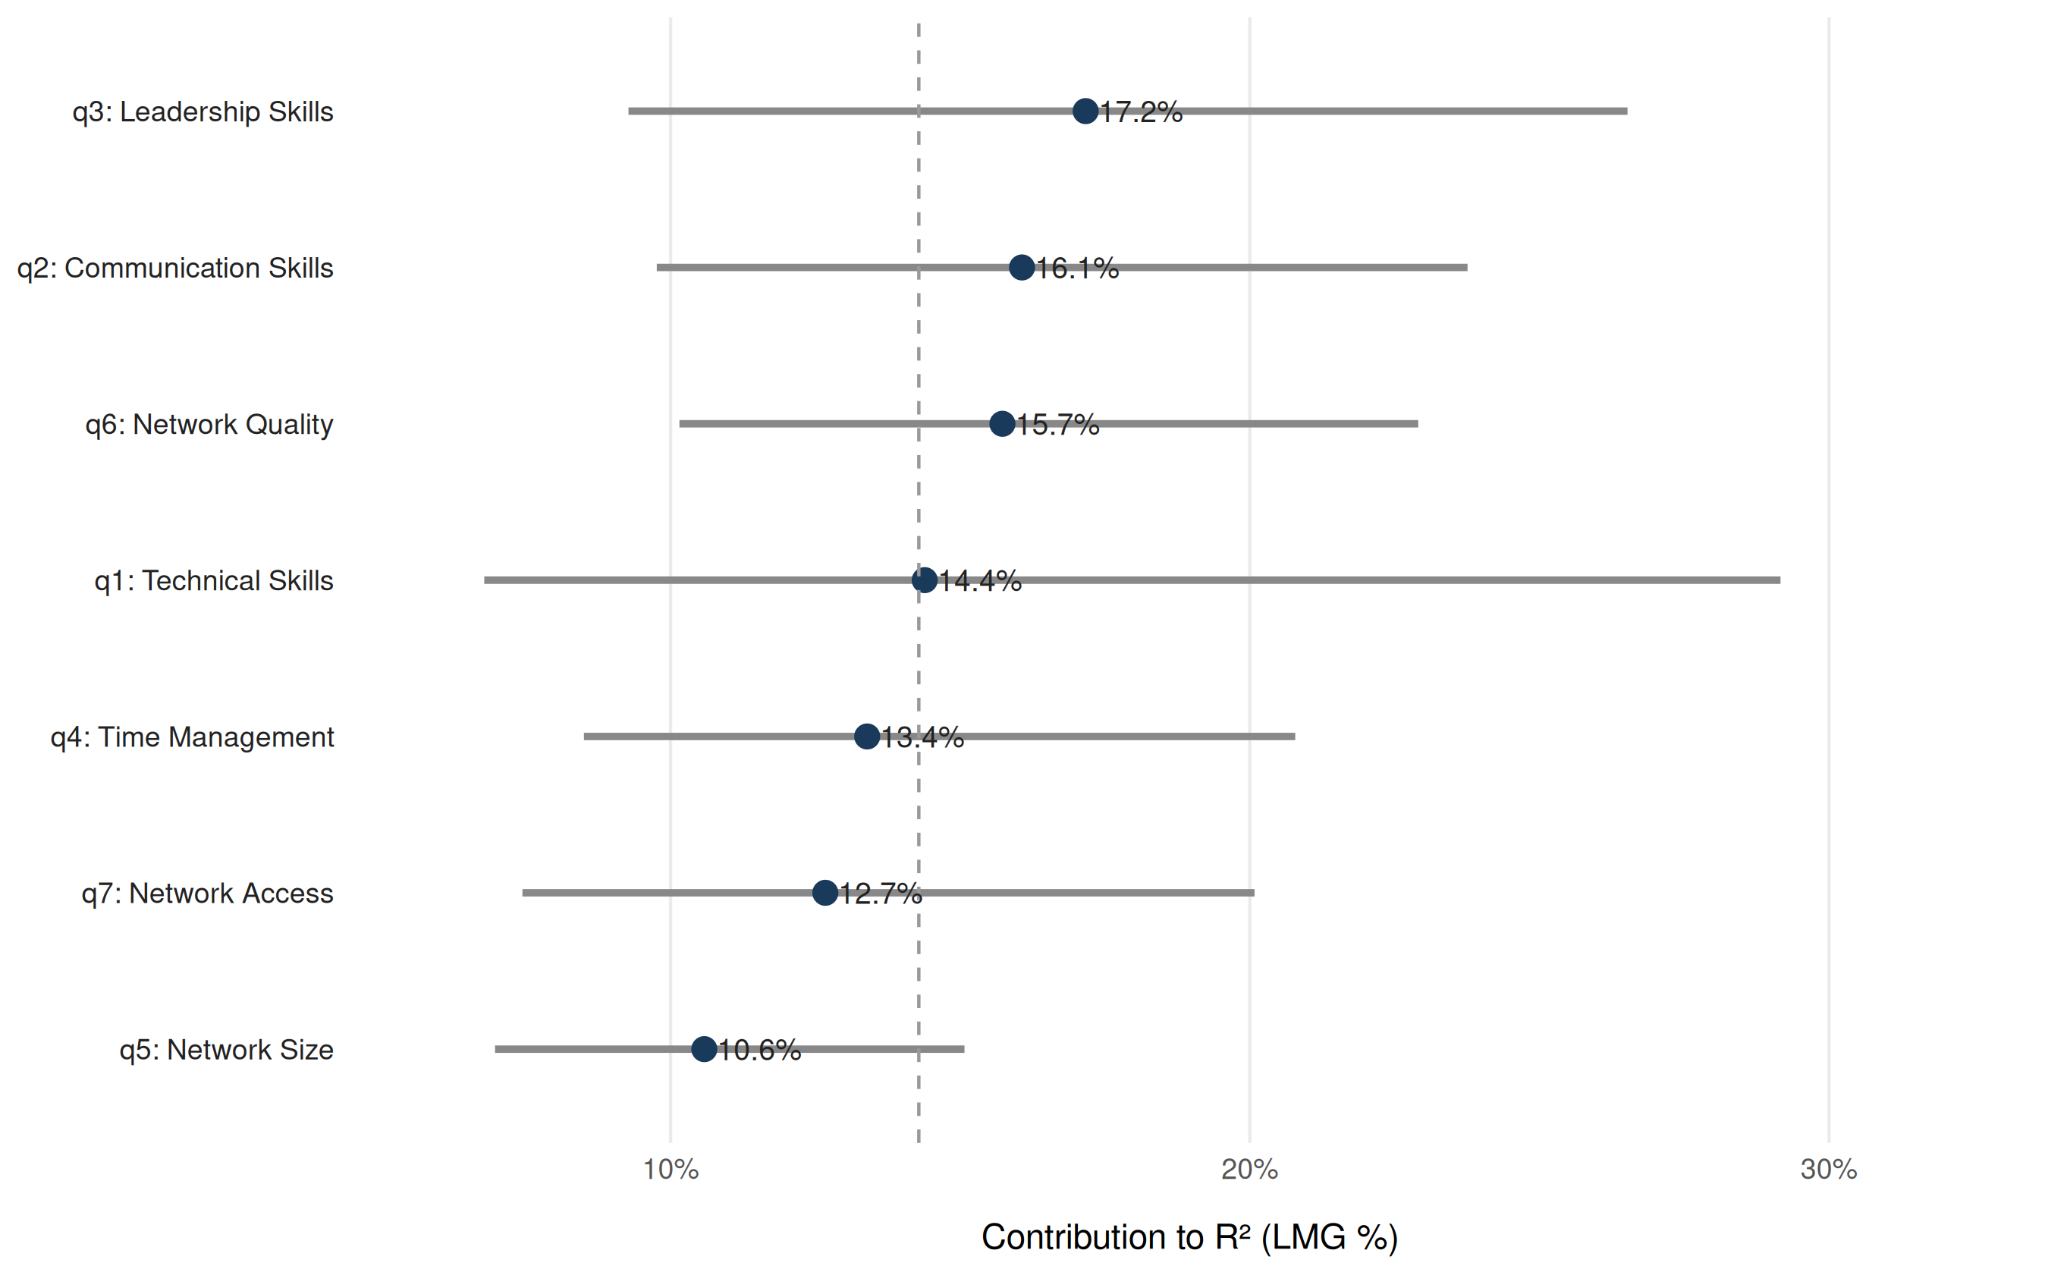 q3: Leadership Skills
17.2%
q2: Communication Skills
16.1%
q6: Network Quality
15.7%
q1: Technical Skills
14.4%
q4: Time Management
13.4%
q7: Network Access
12.7%
q5: Network Size
10.6%
10%
20%
30%
Contribution to R² (LMG %)